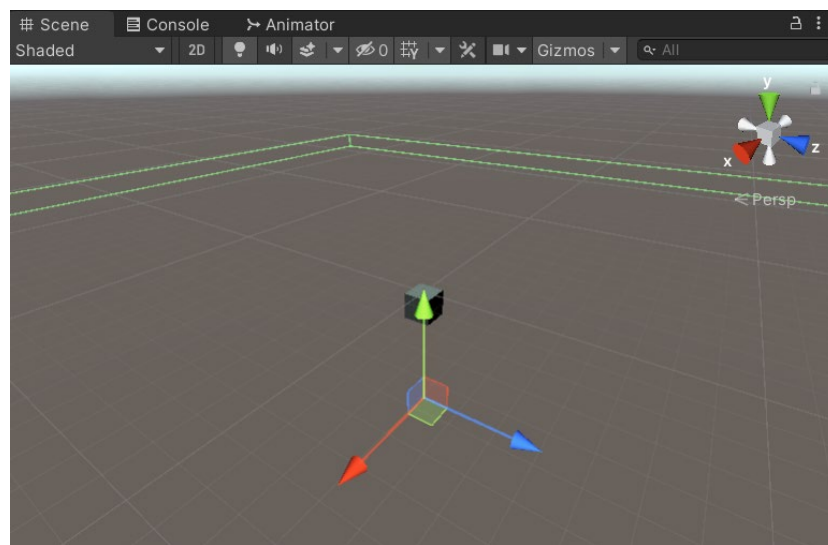 Scene Console Animator
Shaded 2D 0 Gizmos All
y
x z
Persp